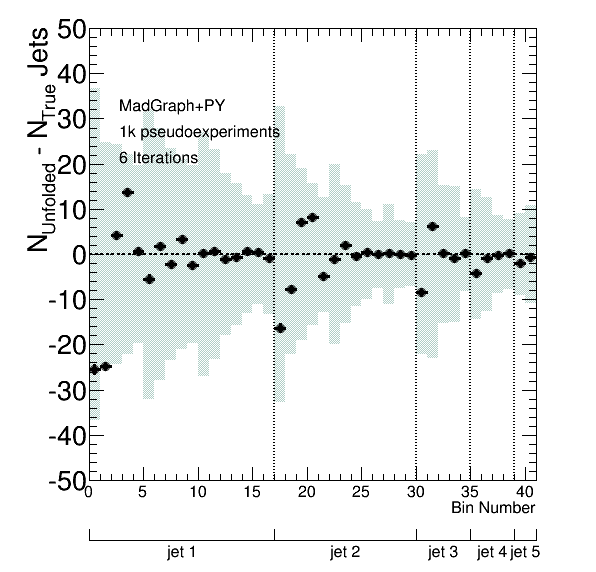 N_Unfolded - N_True Jets
50
40
30
20
10
0
-10
-20
-30
-40
-50
MadGraph+PY
1k pseudoexperiments
6 Iterations
0 5 10 15 20 25 30 35 40
Bin Number
jet 1 jet 2 jet 3 jet 4 jet 5